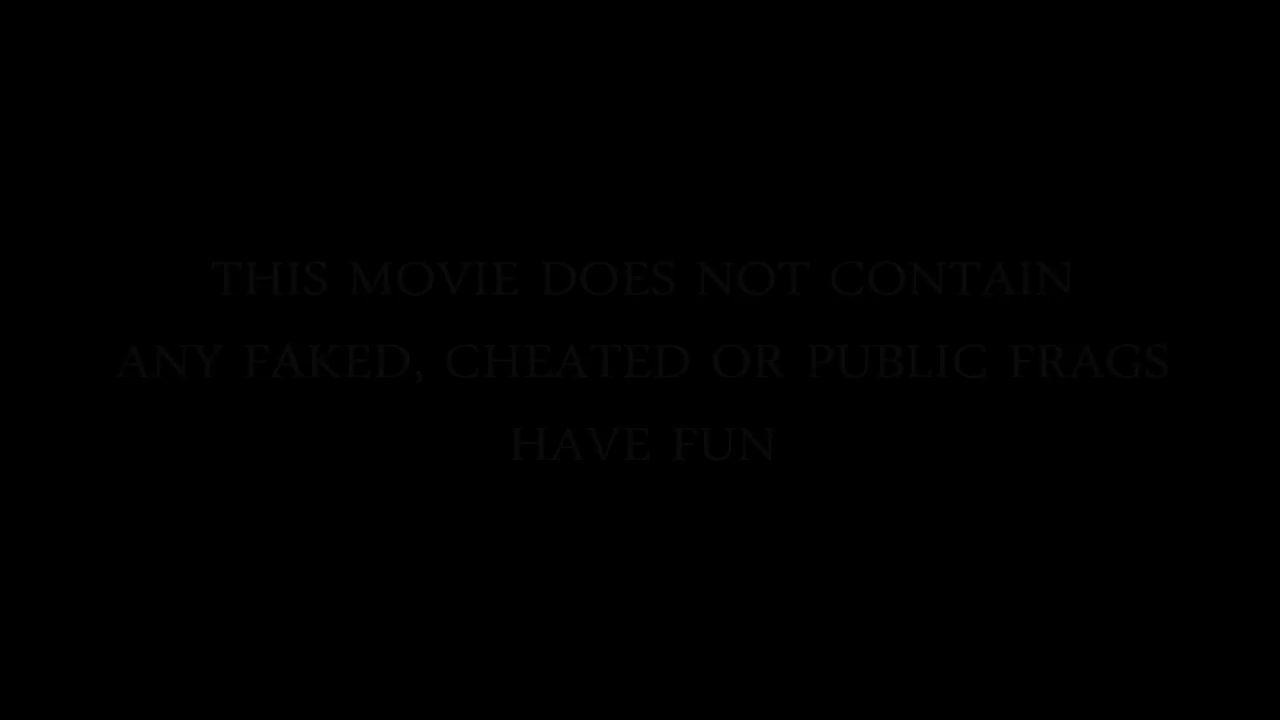 THIS MOVIE DOES NOT CONTAIN
ANY FAKED, CHEATED OR PUBLIC FRAGS
HAVE FUN